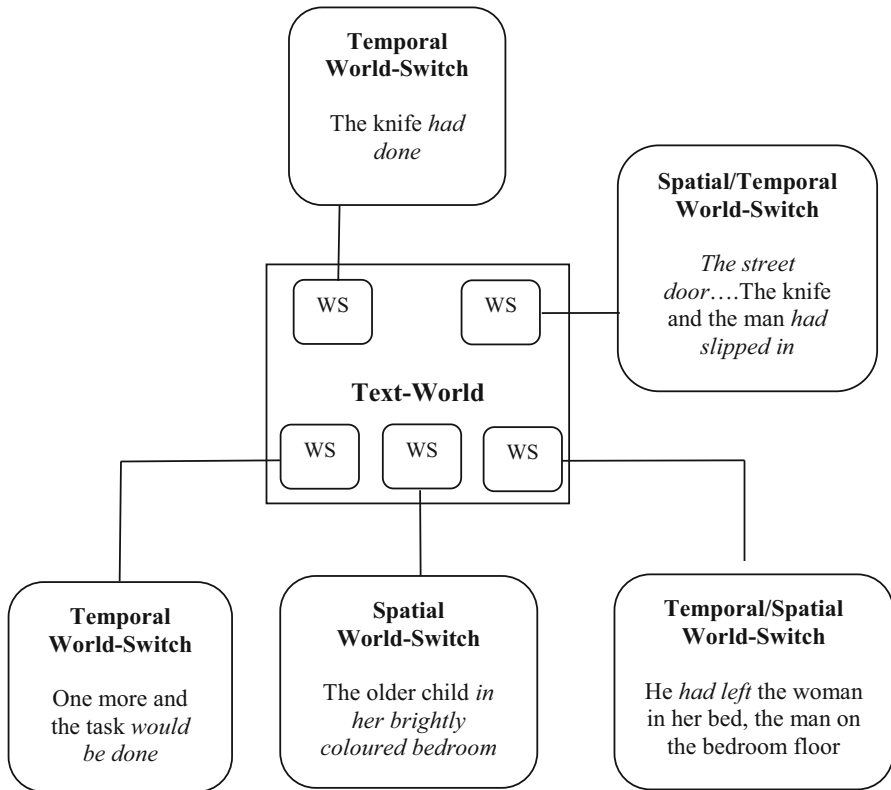 Temporal
World-Switch
The knife had
done
Spatial/Temporal
World-Switch
The street
door….The knife
and the man had
slipped in
WS
WS
Text-World
WS
WS
WS
Temporal
World-Switch
One more and
the task would
be done
Spatial
World-Switch
The older child in
her brightly
coloured bedroom
Temporal/Spatial
World-Switch
He had left the woman
in her bed, the man on
the bedroom floor